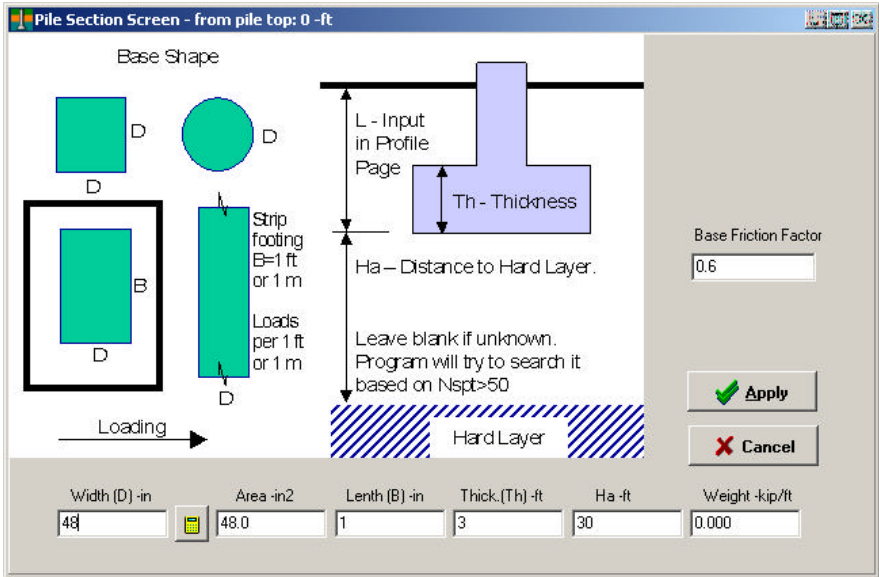 Pile Section Screen - from pile top: 0 -ft
Base Shape
D
D
D
B
D
Strip
footing
B=1 ft
or 1 m
Loads
per 1 ft
or 1 m
D
Loading
L - Input
in Profile
Page
Th - Thickness
Ha – Distance to Hard Layer.
Leave blank if unknown.
Program will try to search it
based on Nspt>50
Hard Layer
Base Friction Factor
0.6
Apply
Cancel
Width (D) -in
Area -in2
Lenth (B) -in
Thick.(Th) -ft
Ha -ft
Weight -kip/ft
48
48.0
1
3
30
0.000